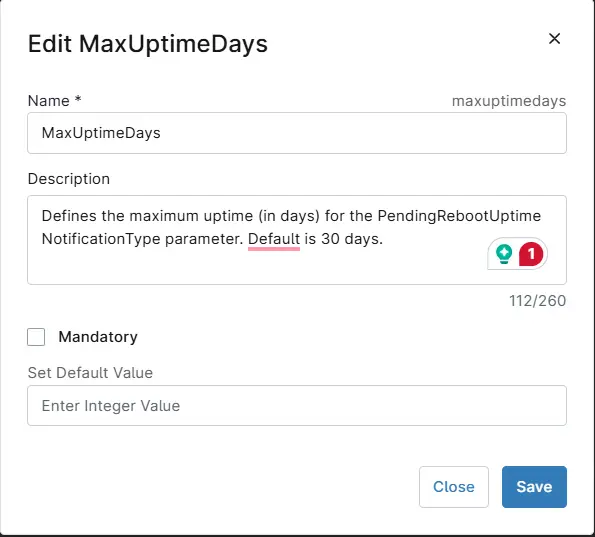 Edit MaxUptimeDays
Name *
maxuptimedays
MaxUptimeDays
Description
Defines the maximum uptime (in days) for the PendingRebootUptime
NotificationType parameter. Default is 30 days.
1
112/260
Mandatory
Set Default Value
Enter Integer Value
Close
Save